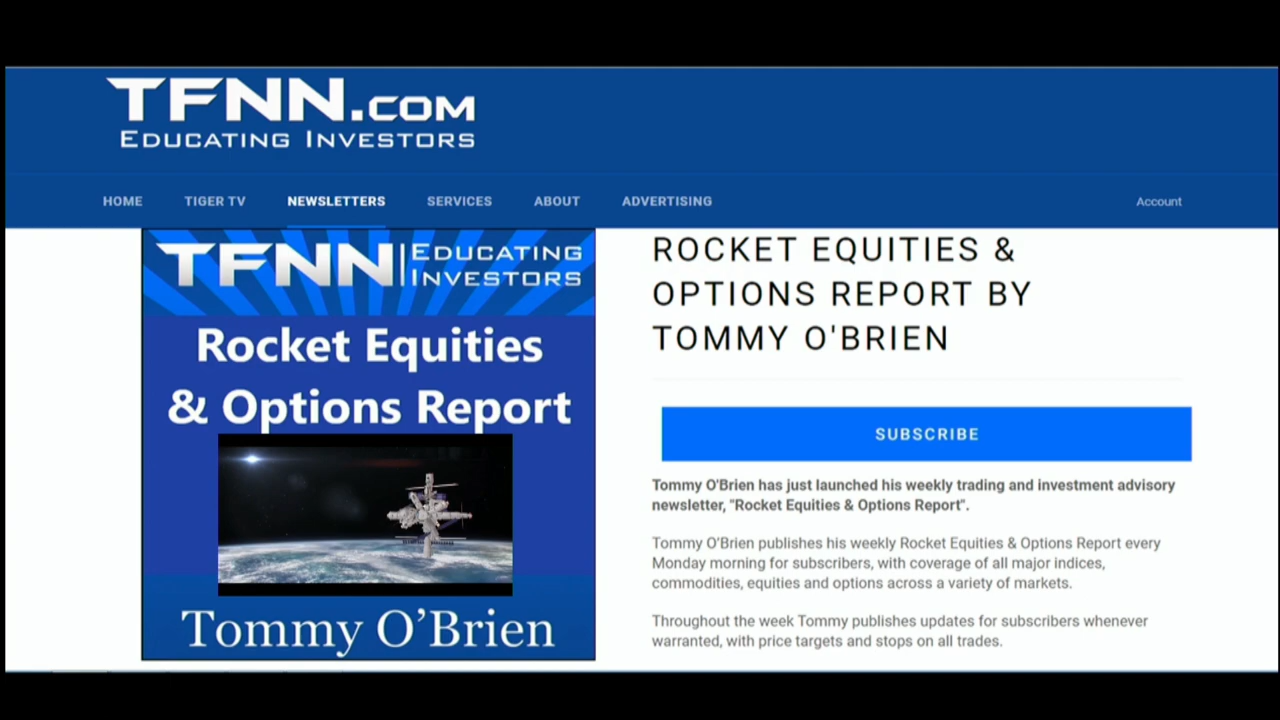 TFNN.COM
EDUCATING INVESTORS
HOME TIGER TV NEWSLETTERS SERVICES ABOUT ADVERTISING Account
TFNN | EDUCATING
INVESTORS
Rocket Equities
& Options Report
Tommy O’Brien
ROCKET EQUITIES &
OPTIONS REPORT BY
TOMMY O'BRIEN
SUBSCRIBE
Tommy O'Brien has just launched his weekly trading and investment advisory
newsletter, "Rocket Equities & Options Report".
Tommy O'Brien publishes his weekly Rocket Equities & Options Report every
Monday morning for subscribers, with coverage of all major indices,
commodities, equities and options across a variety of markets.
Throughout the week Tommy publishes updates for subscribers whenever
warranted, with price targets and stops on all trades.